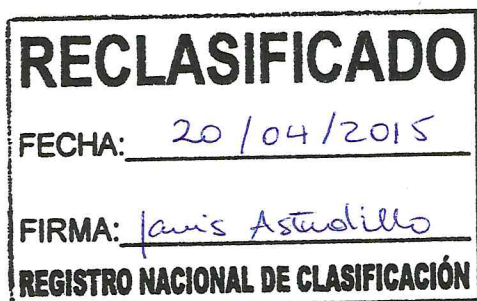 RECLASIFICADO
FECHA: 20/04/2015
FIRMA: Janis Astudillo
REGISTRO NACIONAL DE CLASIFICACIÓN